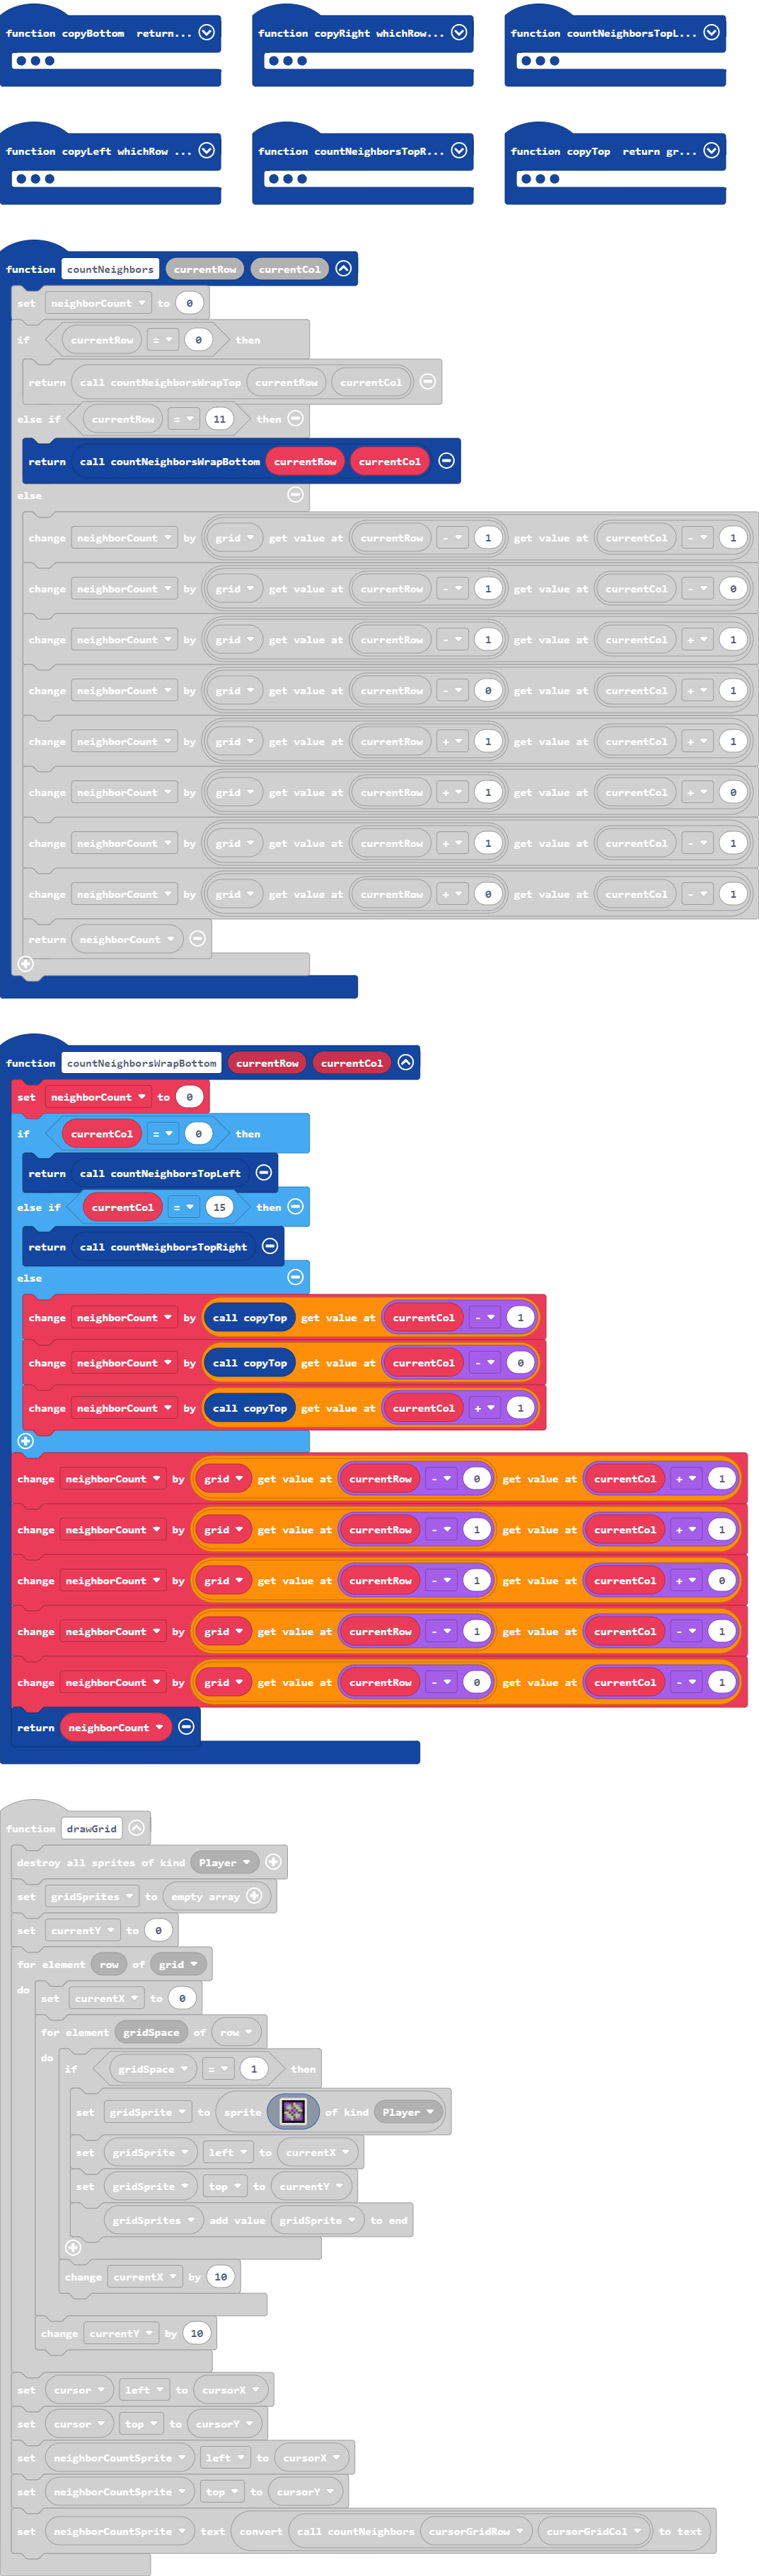 function copyBottom return...
function copyRight whichRow...
function countNeighborsTopL...
function copyLeft whichRow ...
function countNeighborsTopR...
function copyTop return gr...
function countNeighbors currentRow currentCol
set neighborCount to 0
if currentRow = 0 then
return call countNeighborsWrapTop currentRow currentCol
else if currentRow = 11 then
return call countNeighborsWrapBottom currentRow currentCol
else
change neighborCount by grid get value at currentRow - 1 get value at currentCol - 1
change neighborCount by grid get value at currentRow - 1 get value at currentCol - 0
change neighborCount by grid get value at currentRow - 1 get value at currentCol + 1
change neighborCount by grid get value at currentRow - 0 get value at currentCol + 1
change neighborCount by grid get value at currentRow + 1 get value at currentCol + 1
change neighborCount by grid get value at currentRow + 1 get value at currentCol + 0
change neighborCount by grid get value at currentRow + 1 get value at currentCol - 1
change neighborCount by grid get value at currentRow + 0 get value at currentCol - 1
return neighborCount
function countNeighborsWrapBottom currentRow currentCol
set neighborCount to 0
if currentCol = 0 then
return call countNeighborsTopLeft
else if currentCol = 15 then
return call countNeighborsTopRight
else
change neighborCount by call copyTop get value at currentCol - 1
change neighborCount by call copyTop get value at currentCol - 0
change neighborCount by call copyTop get value at currentCol + 1
change neighborCount by grid get value at currentRow - 0 get value at currentCol + 1
change neighborCount by grid get value at currentRow - 1 get value at currentCol + 1
change neighborCount by grid get value at currentRow - 1 get value at currentCol + 0
change neighborCount by grid get value at currentRow - 1 get value at currentCol - 1
change neighborCount by grid get value at currentRow - 0 get value at currentCol - 1
return neighborCount
function drawGrid
destroy all sprites of kind Player
set gridSprites to empty array
set currentY to 0
for element row of grid
do set currentX to 0
for element gridSpace of row
do if gridSpace = 1 then
set gridSprite to sprite of kind Player
set gridSprite left to currentX
set gridSprite top to currentY
gridSprites add value gridSprite to end
change currentX by 10
change currentY by 10
set cursor left to cursorX
set cursor top to cursorY
set neighborCountSprite left to cursorX
set neighborCountSprite top to cursorY
set neighborCountSprite text convert call countNeighbors cursorGridRow cursorGridCol to text